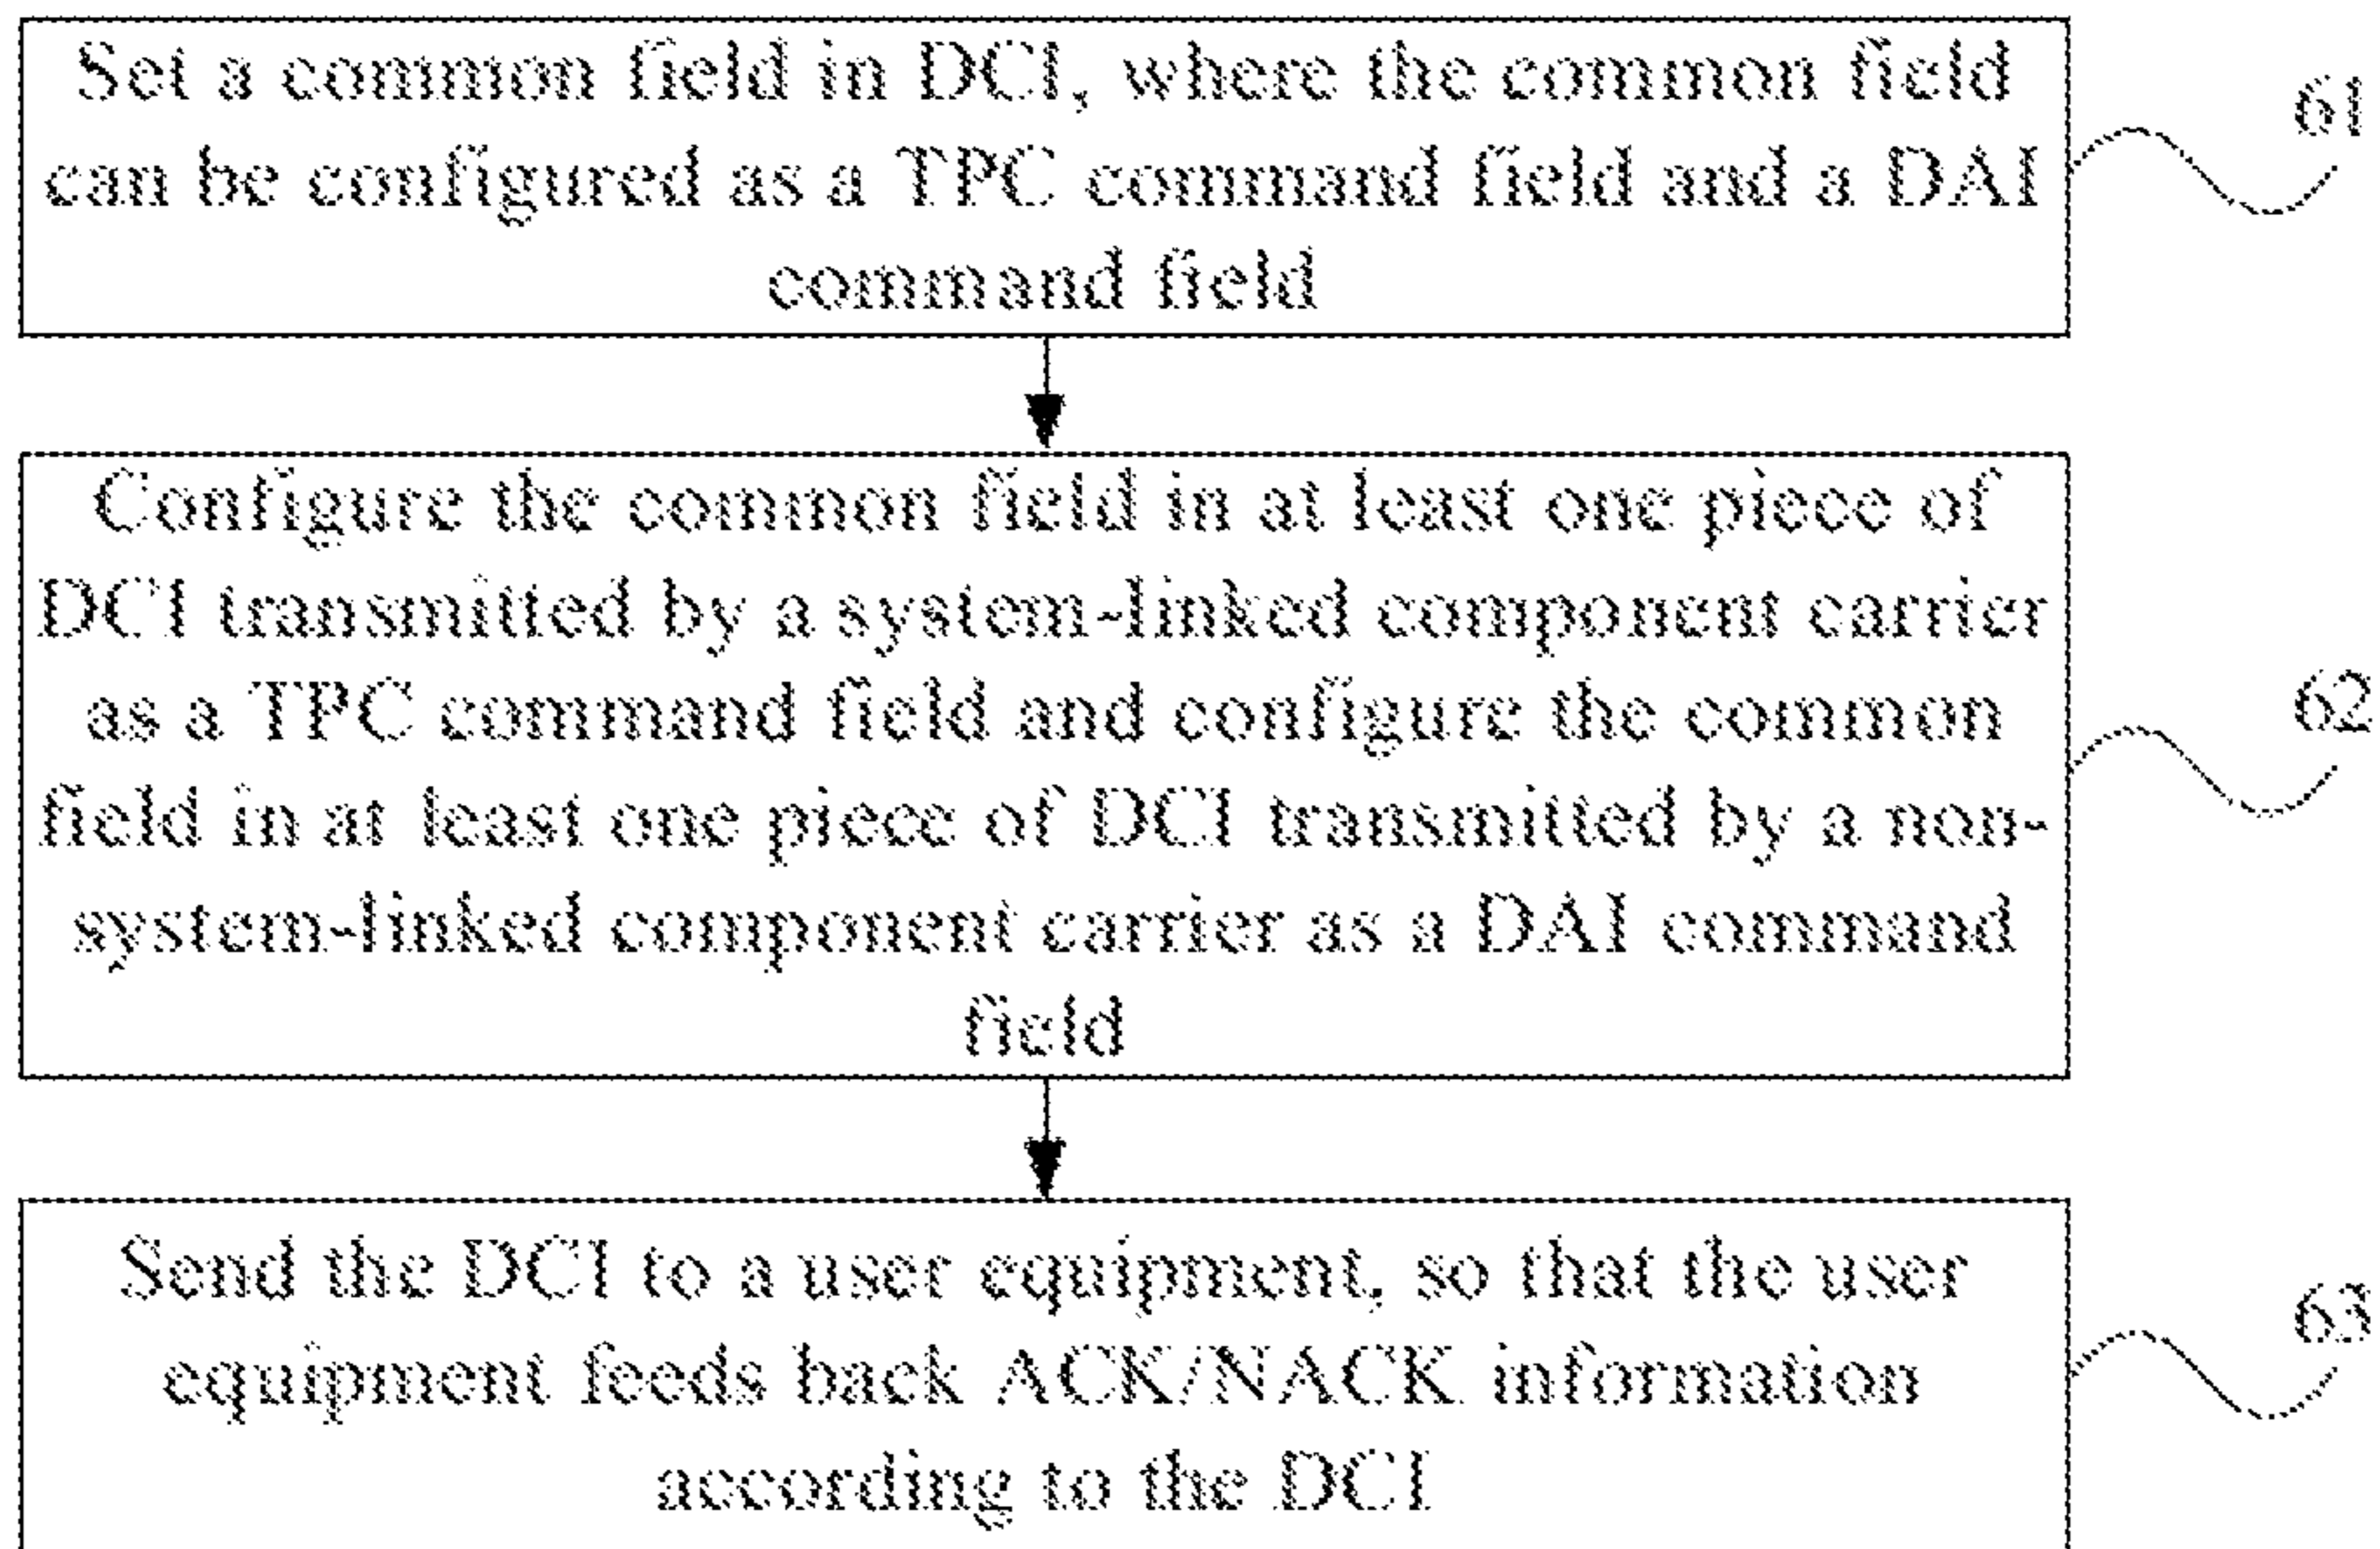 Set a common field in DCI, where the common field
can be configured as a TPC command field and a DAI
command field
61
Configure the common field in at least one piece of
DCI transmitted by a system-linked component carrier
as a TPC command field and configure the common
field in at least one piece of DCI transmitted by a non-
system-linked component carrier as a DAI command
field
62
Send the DCI to a user equipment, so that the user
equipment feeds back ACK/NACK information
according to the DCI
63